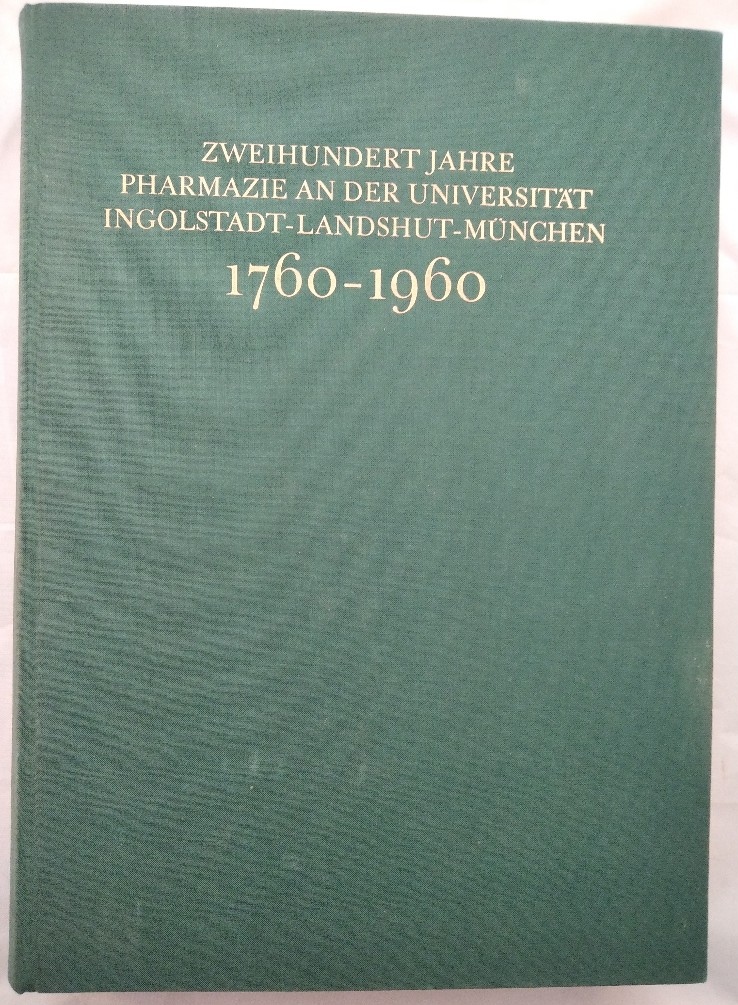 ZWEIHUNDERT JAHRE
PHARMAZIE AN DER UNIVERSITÄT
INGOLSTADT-LANDSHUT-MÜNCHEN
1760-1960